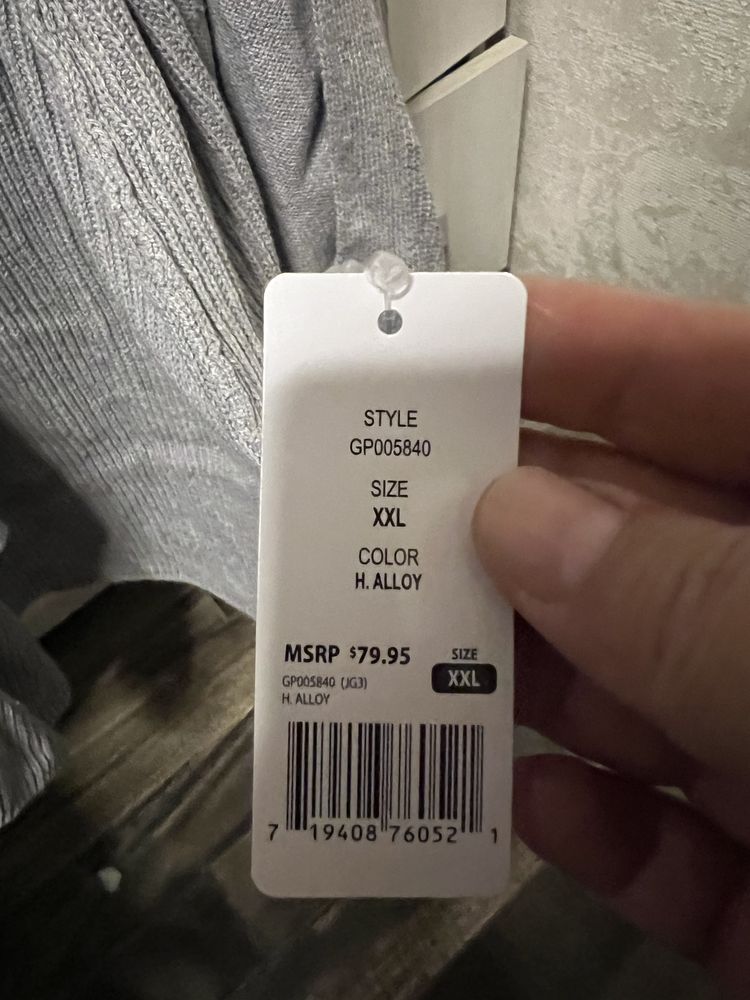 STYLE
GP005840
SIZE
XXL
COLOR
H. ALLOY
MSRP $79.95
GP005840 (JG3)
H. ALLOY
SIZE
XXL
7 19408 76052 1